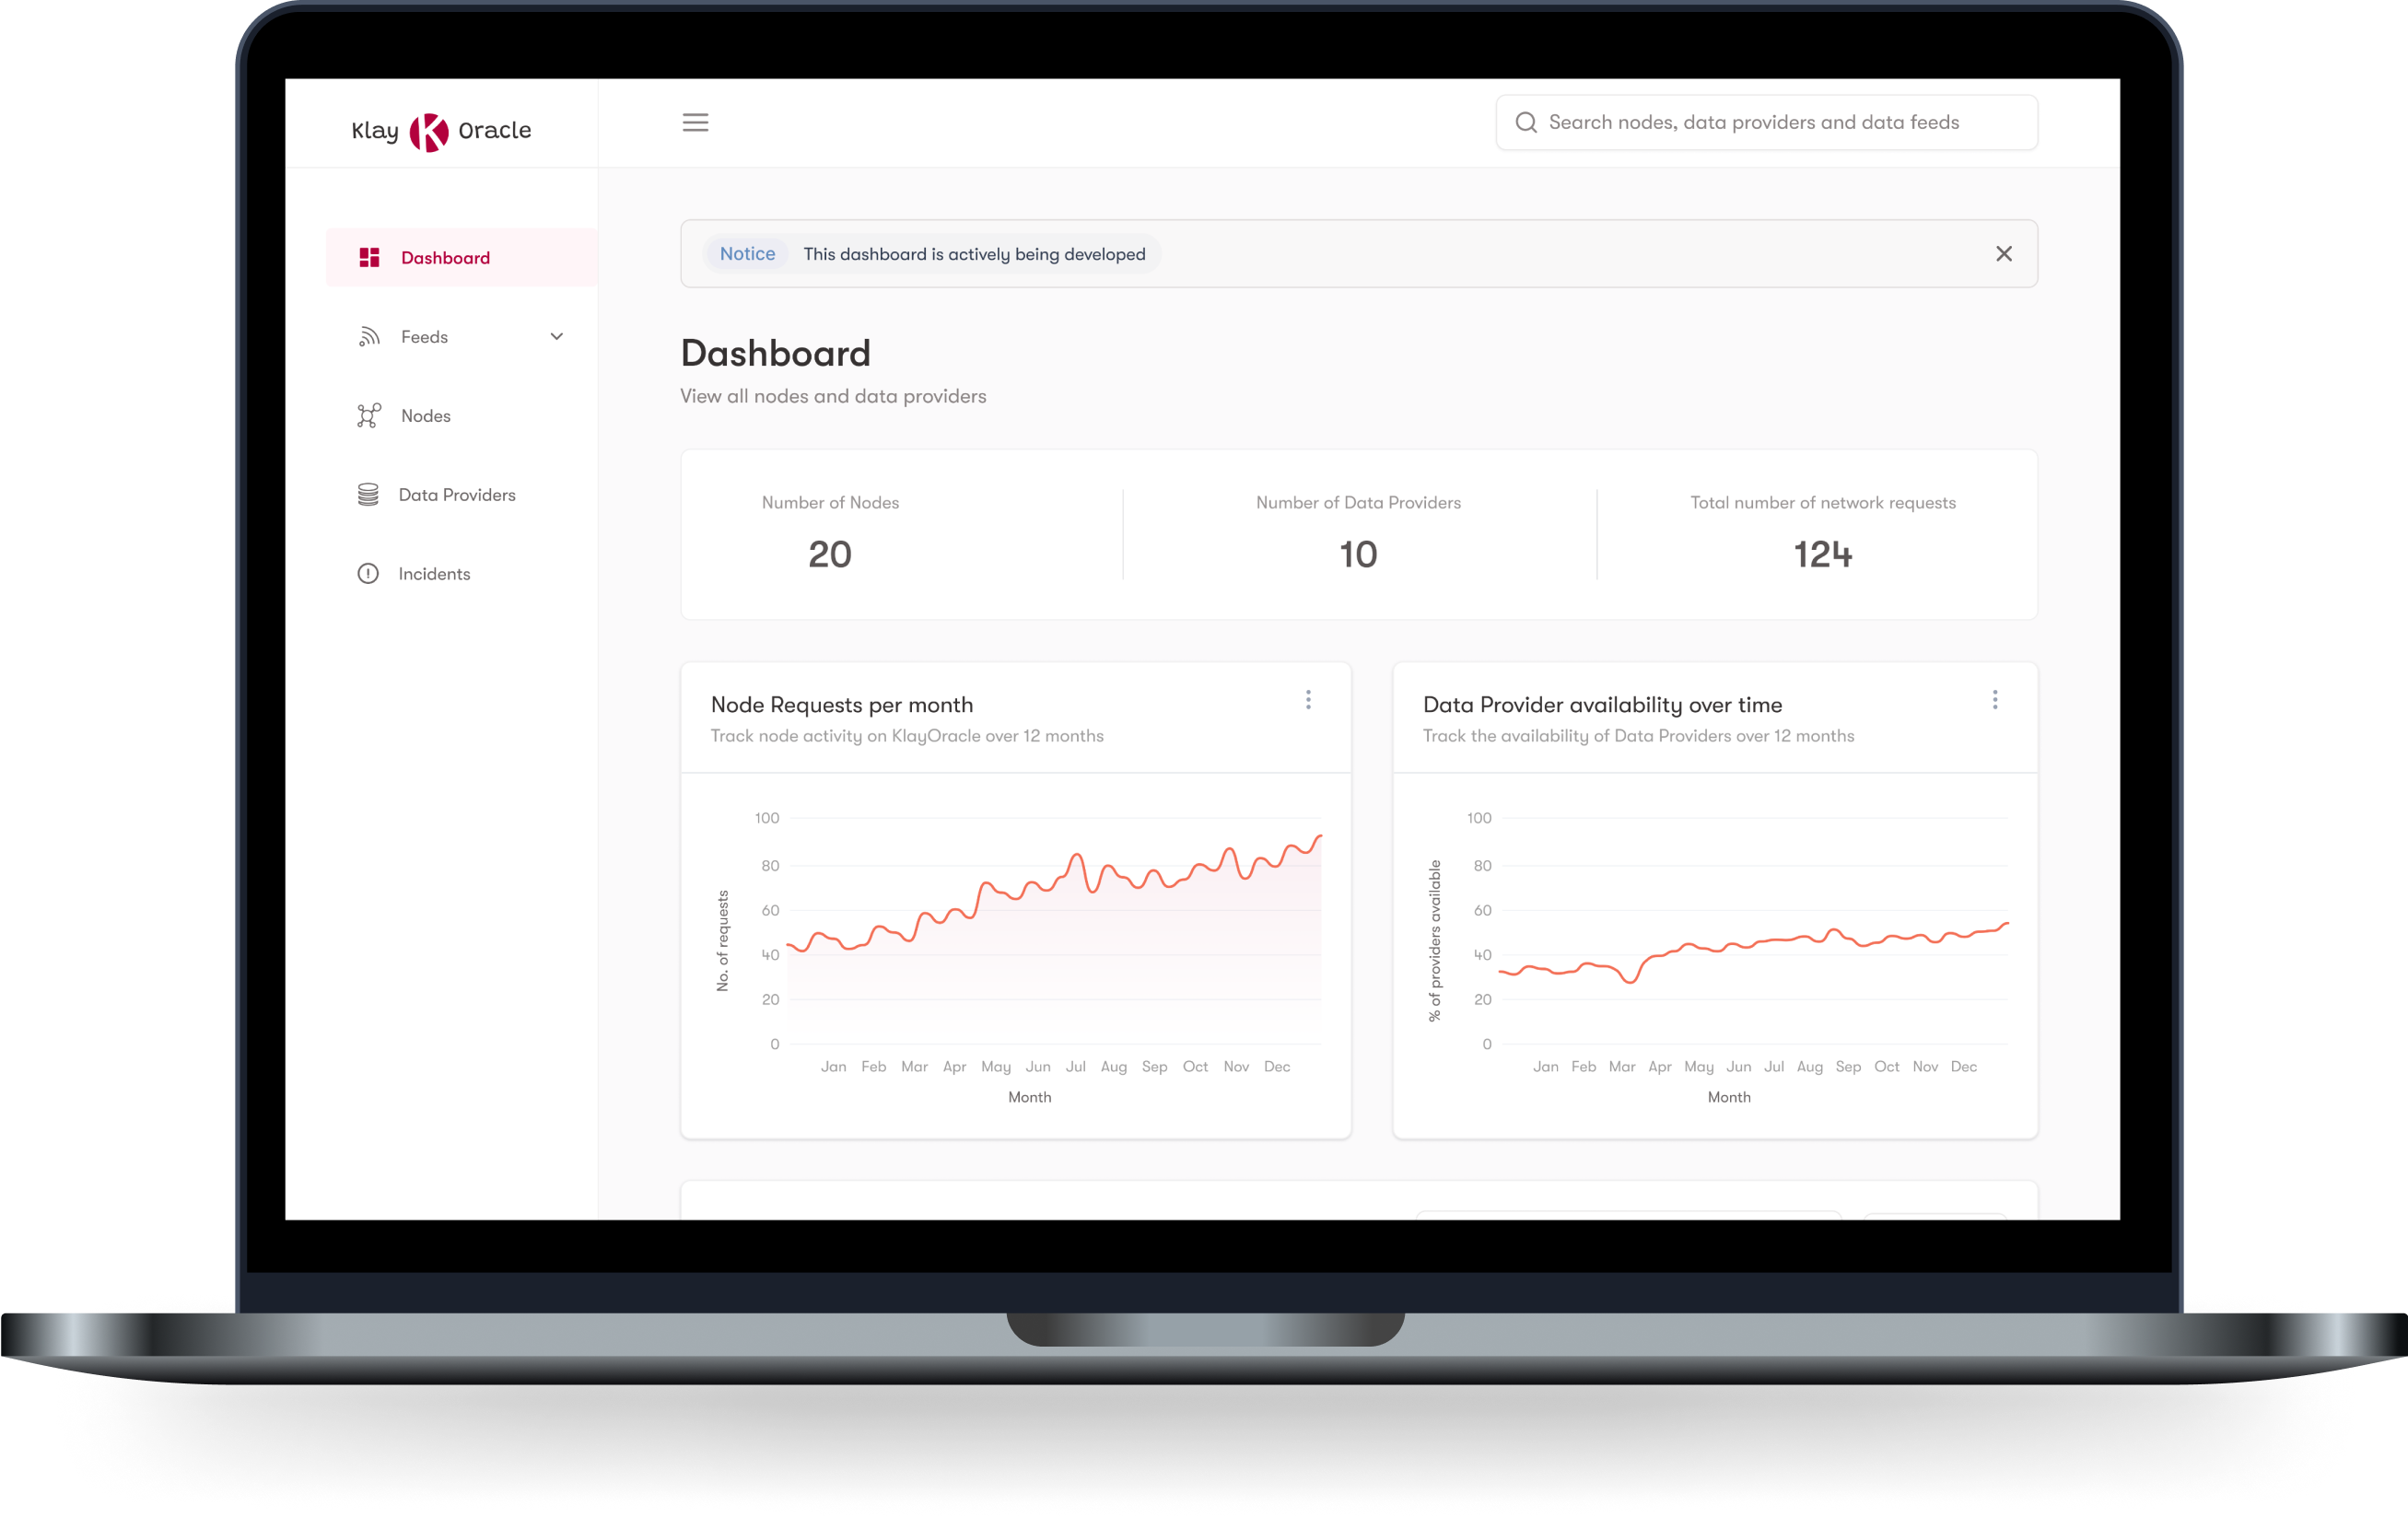 Klay K Oracle
Search nodes, data providers and data feeds
Dashboard
Feeds
Nodes
Data Providers
Incidents
Notice This dashboard is actively being developed
Dashboard
View all nodes and data providers
Number of Nodes
20
Number of Data Providers
10
Total number of network requests
124
Node Requests per month
Track node activity on KlayOracle over 12 months
No. of requests
100
80
60
40
20
0
Jan Feb Mar Apr May Jun Jul Aug Sep Oct Nov Dec
Month
Data Provider availability over time
Track the availability of Data Providers over 12 months
% of providers available
100
80
60
40
20
0
Jan Feb Mar Apr May Jun Jul Aug Sep Oct Nov Dec
Month